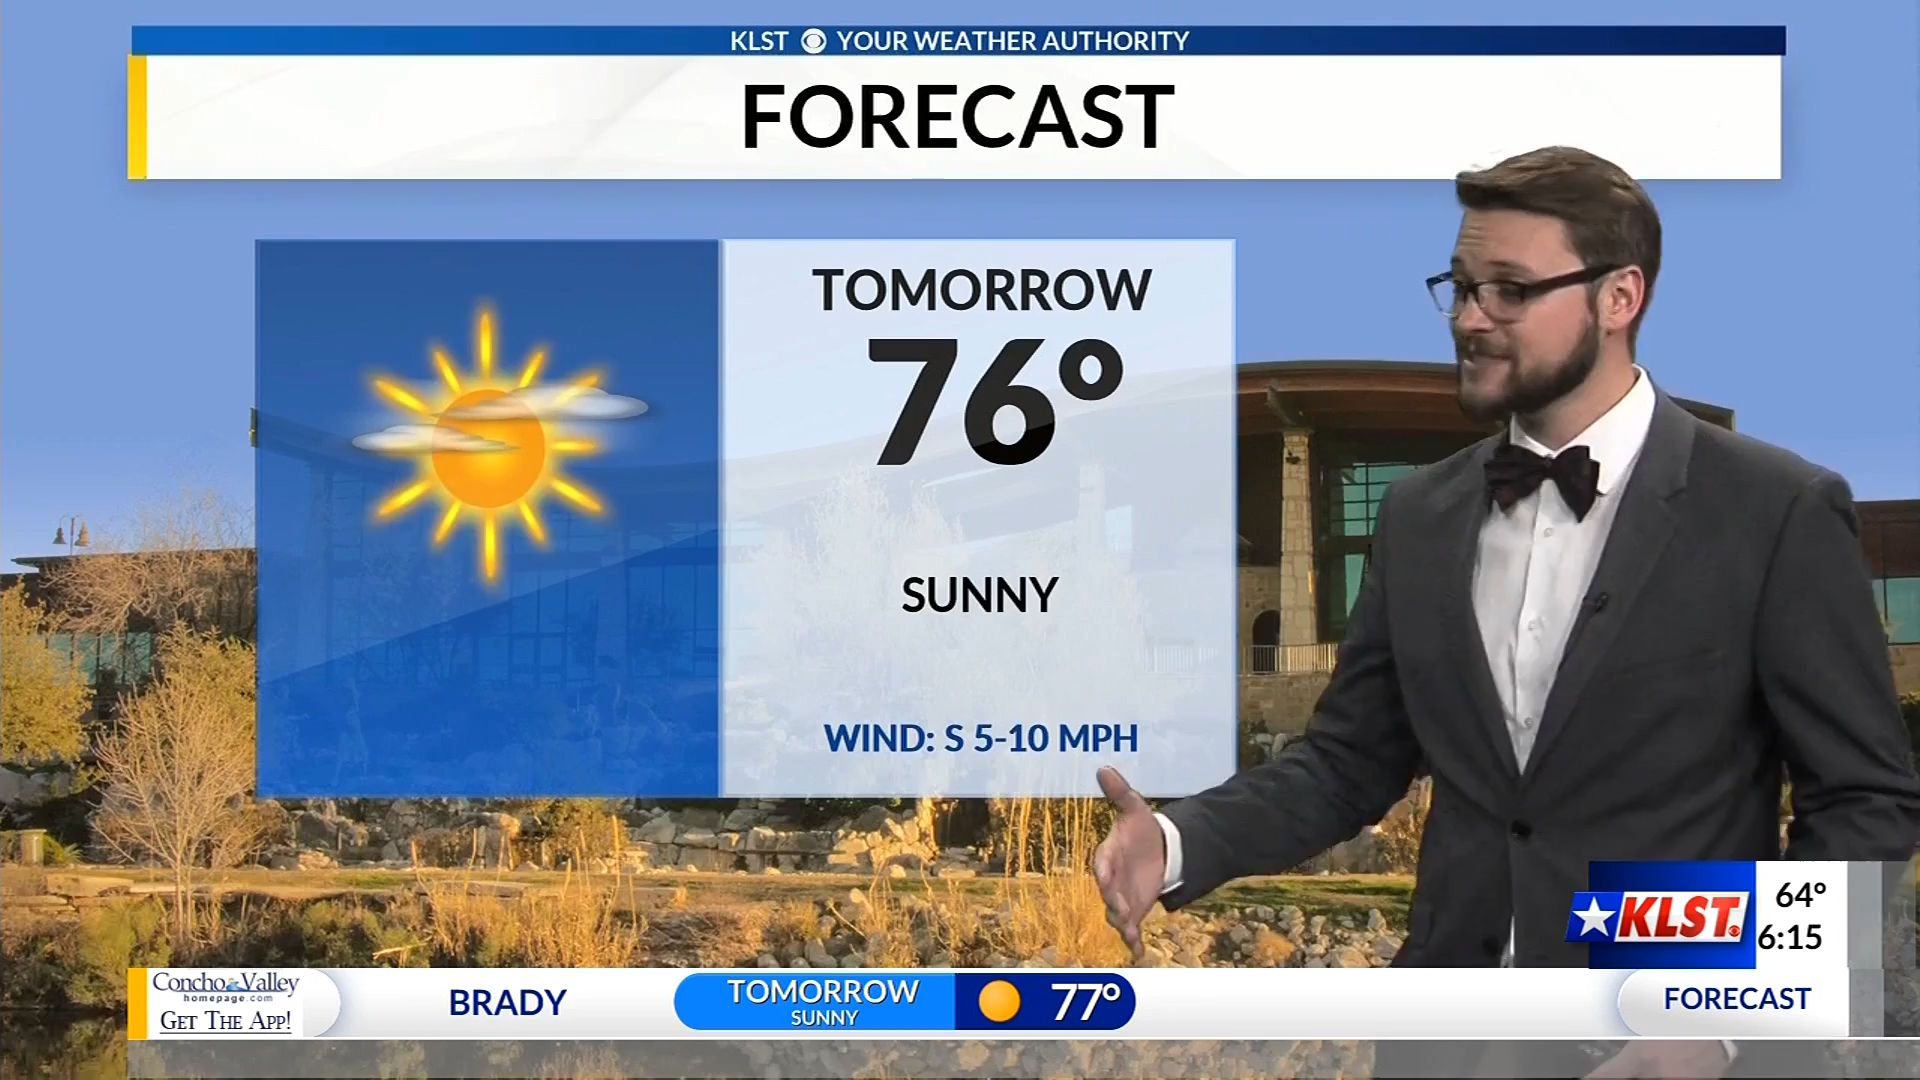 KLST YOUR WEATHER AUTHORITY
FORECAST
TOMORROW
76°
SUNNY
WIND: S 5-10 MPH
KLST
64°
6:15
Concho Valley
homepage.com
GET THE APP!
BRADY
TOMORROW
SUNNY
77°
FORECAST